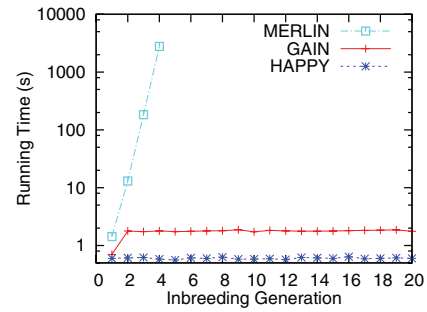 10000
1000
100
10
1
Running Time (s)
MERLIN
GAIN
HAPPY
0 2 4 6 8 10 12 14 16 18 20
Inbreeding Generation